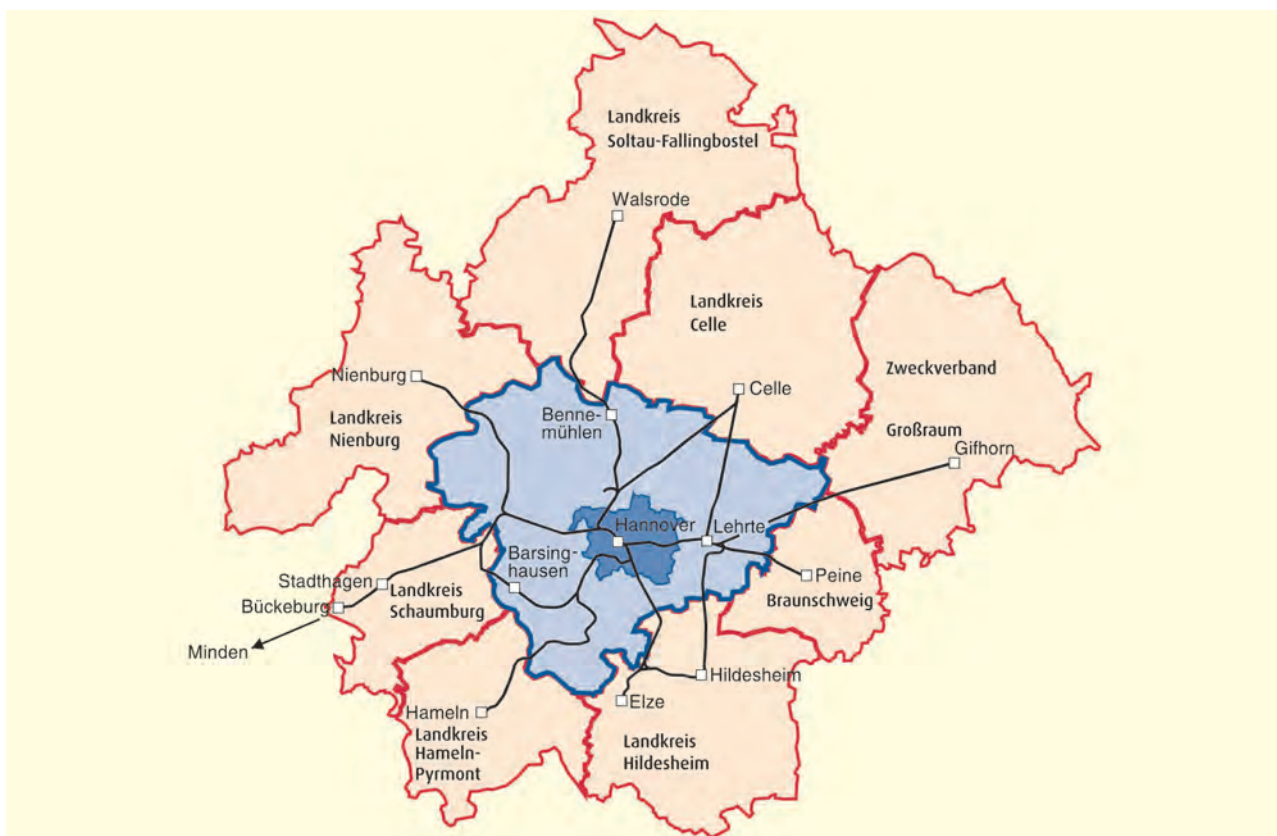 Landkreis
Soltau-Fallingbostel
Walsrode
Landkreis
Celle
Zweckverband
Nienburg
Celle
Landkreis
Nienburg
Benne-
mühlen
Großraum
Gifhorn
Hannover
Lehrte
Barsing-
hausen
Stadthagen
Landkreis
Schaumburg
Peine
Braunschweig
Bückeburg
Minden
Hildesheim
Elze
Hameln
Landkreis
Hameln-
Pyrmont
Landkreis
Hildesheim